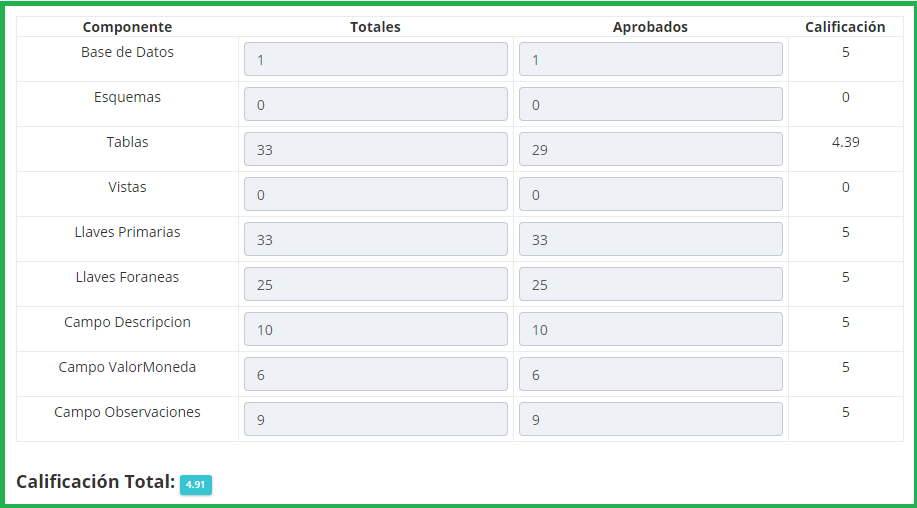 Componente Totales Aprobados Calificación
Base de Datos 1 1 5
Esquemas 0 0 0
Tablas 33 29 4.39
Vistas 0 0 0
Llaves Primarias 33 33 5
Llaves Foraneas 25 25 5
Campo Descripcion 10 10 5
Campo ValorMoneda 6 6 5
Campo Observaciones 9 9 5
Calificación Total: 4.91